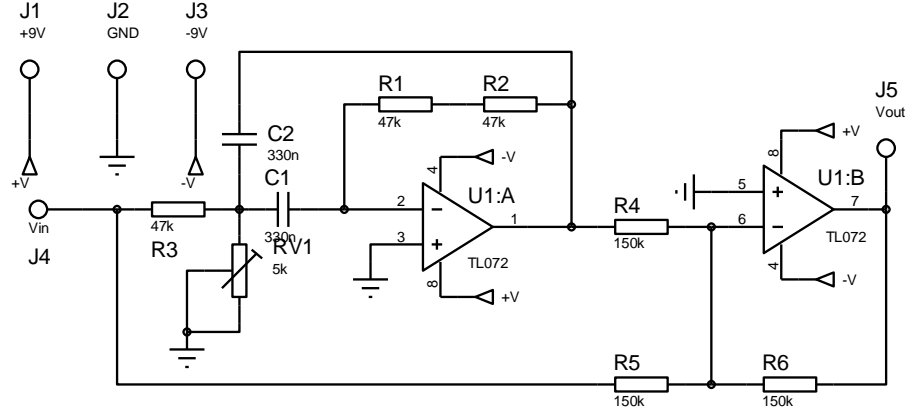 J1
+9V
J2
GND
J3
-9V
+V
-V
J4
Vin
R3
47k
C2
330n
C1
330n
RV1
5k
R1
47k
R2
47k
U1:A
TL072
2
3
1
4
-V
8
+V
R4
150k
R5
150k
R6
150k
U1:B
TL072
5
6
7
8
+V
4
-V
J5
Vout